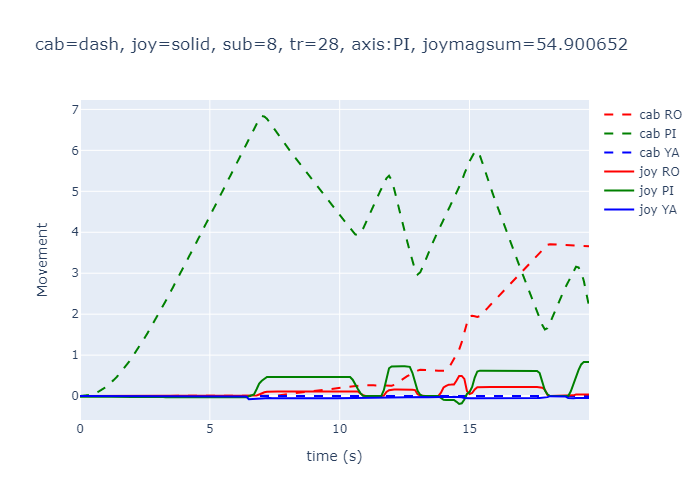 cab=dash, joy=solid, sub=8, tr=28, axis:PI, joymagsum=54.900652
7
6
5
4
3
2
1
0
Movement
0 5 10 15
time (s)
cab RO
cab PI
cab YA
joy RO
joy PI
joy YA